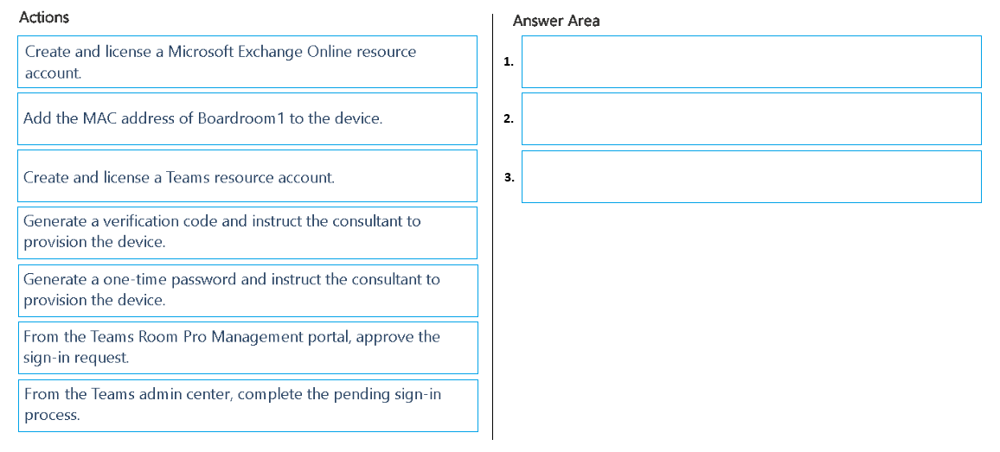 Actions
Create and license a Microsoft Exchange Online resource
account.
Add the MAC address of Boardroom1 to the device.
Create and license a Teams resource account.
Generate a verification code and instruct the consultant to
provision the device.
Generate a one-time password and instruct the consultant to
provision the device.
From the Teams Room Pro Management portal, approve the
sign-in request.
From the Teams admin center, complete the pending sign-in
process.
Answer Area
1.
2.
3.